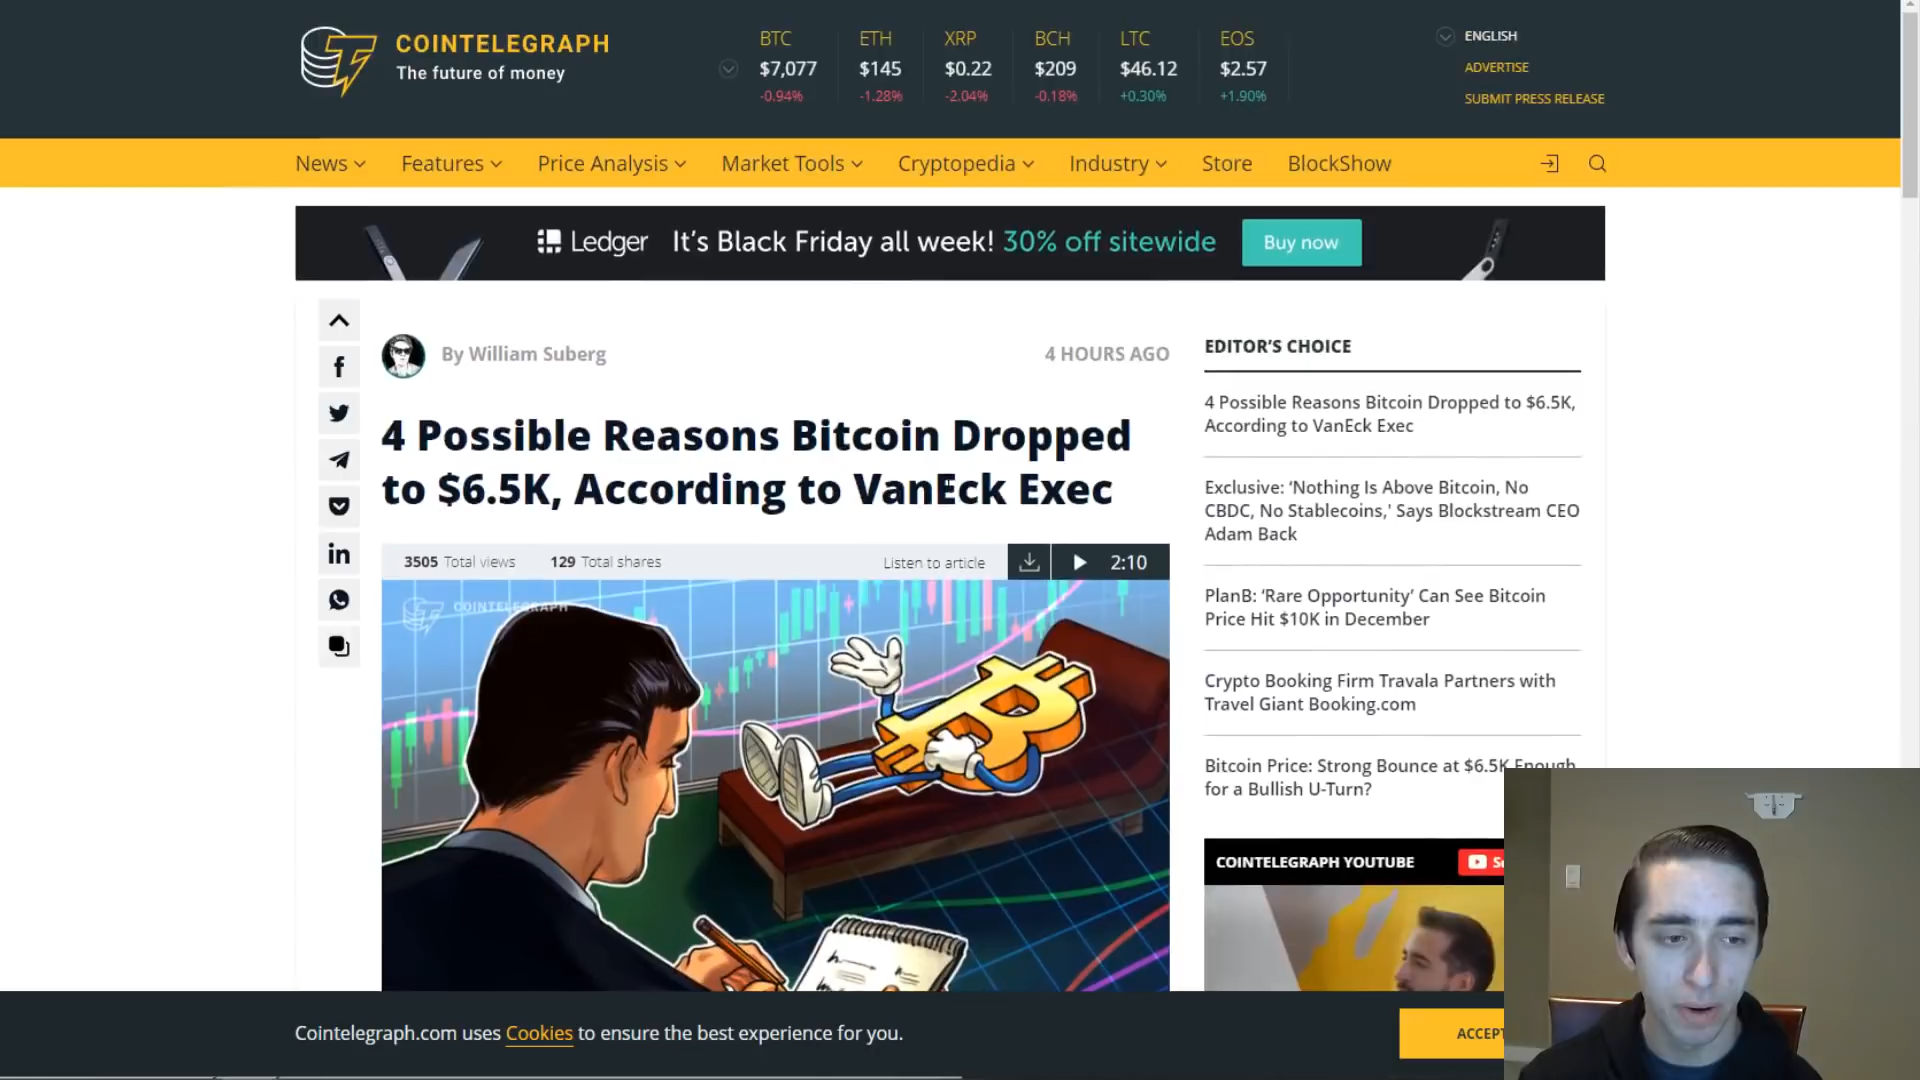 COINTELEGRAPH
The future of money
BTC
$7,077
-0.94%
ETH
$145
-1.28%
XRP
$0.22
-2.04%
BCH
$209
-0.18%
LTC
$46.12
+0.30%
EOS
$2.57
+1.90%
ENGLISH
ADVERTISE
SUBMIT PRESS RELEASE
News
Features
Price Analysis
Market Tools
Cryptopedia
Industry
Store
BlockShow
Ledger It's Black Friday all week! 30% off sitewide Buy now
By William Suberg
4 HOURS AGO
4 Possible Reasons Bitcoin Dropped
to $6.5K, According to VanEck Exec
3505 Total views 129 Total shares Listen to article 2:10
COINTELEGRAPH
EDITOR'S CHOICE
4 Possible Reasons Bitcoin Dropped to $6.5K,
According to VanEck Exec
Exclusive: ‘Nothing Is Above Bitcoin, No
CBDC, No Stablecoins,' Says Blockstream CEO
Adam Back
PlanB: ‘Rare Opportunity’ Can See Bitcoin
Price Hit $10K in December
Crypto Booking Firm Travala Partners with
Travel Giant Booking.com
Bitcoin Price: Strong Bounce at $6.5K Enough
for a Bullish U-Turn?
COINTELEGRAPH YOUTUBE
Cointelegraph.com uses Cookies to ensure the best experience for you.
ACCEPT